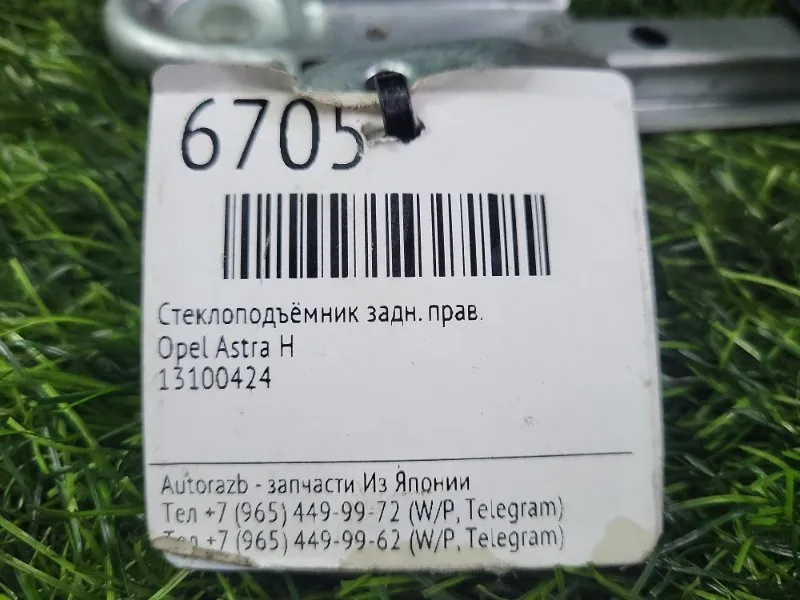 6705
Стеклоподъёмник задн. прав.
Opel Astra H
13100424
Autorazb - запчасти Из Японии
Тел +7 (965) 449-99-72 (W/P, Telegram)
Тел +7 (965) 449-99-62 (W/P, Telegram)